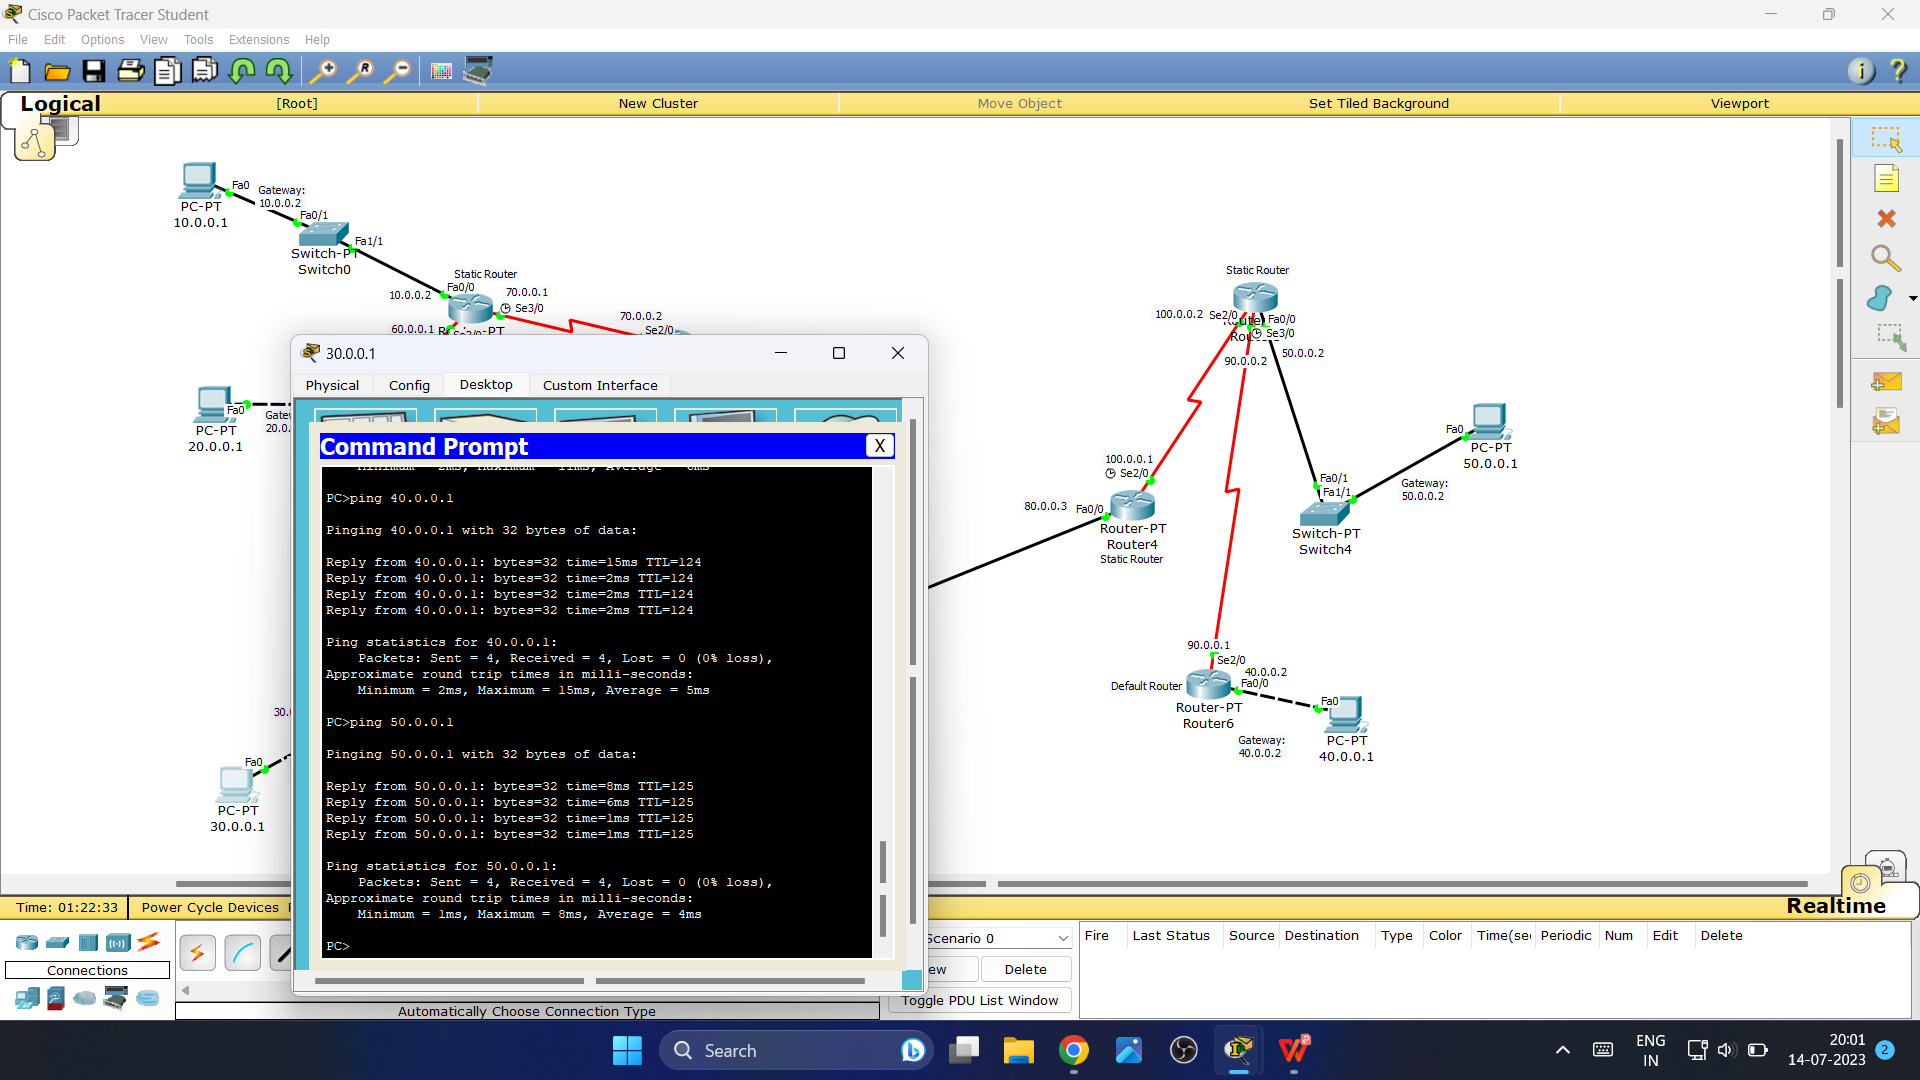 Cisco Packet Tracer Student
File Edit Options View Tools Extensions Help
Logical [Root] New Cluster Move Object Set Tiled Background Viewport
Fa0
Gateway:
10.0.0.2
PC-PT
10.0.0.1
Fa0/1
Fa1/1
Switch-PT
Switch0
Static Router
10.0.0.2
Fa0/0
70.0.0.1
Se3/0
60.0.0.1
70.0.0.2
Se2/0
Fa0
PC-PT
20.0.0.1
Fa0
PC-PT
30.0.0.1
30.0.0.1
Physical Config Desktop Custom Interface
Command Prompt X
PC>ping 40.0.0.1
Pinging 40.0.0.1 with 32 bytes of data:
Reply from 40.0.0.1: bytes=32 time=15ms TTL=124
Reply from 40.0.0.1: bytes=32 time=2ms TTL=124
Reply from 40.0.0.1: bytes=32 time=2ms TTL=124
Reply from 40.0.0.1: bytes=32 time=2ms TTL=124
Ping statistics for 40.0.0.1:
Packets: Sent = 4, Received = 4, Lost = 0 (0% loss),
Approximate round trip times in milli-seconds:
Minimum = 2ms, Maximum = 15ms, Average = 5ms
PC>ping 50.0.0.1
Pinging 50.0.0.1 with 32 bytes of data:
Reply from 50.0.0.1: bytes=32 time=8ms TTL=125
Reply from 50.0.0.1: bytes=32 time=6ms TTL=125
Reply from 50.0.0.1: bytes=32 time=1ms TTL=125
Reply from 50.0.0.1: bytes=32 time=1ms TTL=125
Ping statistics for 50.0.0.1:
Packets: Sent = 4, Received = 4, Lost = 0 (0% loss),
Approximate round trip times in milli-seconds:
Minimum = 1ms, Maximum = 8ms, Average = 4ms
PC>
Static Router
100.0.0.2 Se2/0
Fa0/0
Se3/0
50.0.0.2
90.0.0.2
Fa0
PC-PT
50.0.0.1
Gateway:
50.0.0.2
Fa0/1
Fa1/1
Switch-PT
Switch4
100.0.0.1
Se2/0
80.0.0.3 Fa0/0
Router-PT
Router4
Static Router
90.0.0.1
Se2/0
40.0.0.2
Fa0/0
Default Router
Router-PT
Router6
Gateway:
40.0.0.2
Fa0
PC-PT
40.0.0.1
Time: 01:22:33 Power Cycle Devices
Realtime
Connections
Automatically Choose Connection Type
Scenario 0
Delete
Toggle PDU List Window
Fire Last Status Source Destination Type Color Time(sec Periodic Num Edit Delete
Search
ENG
IN
20:01
14-07-2023
2